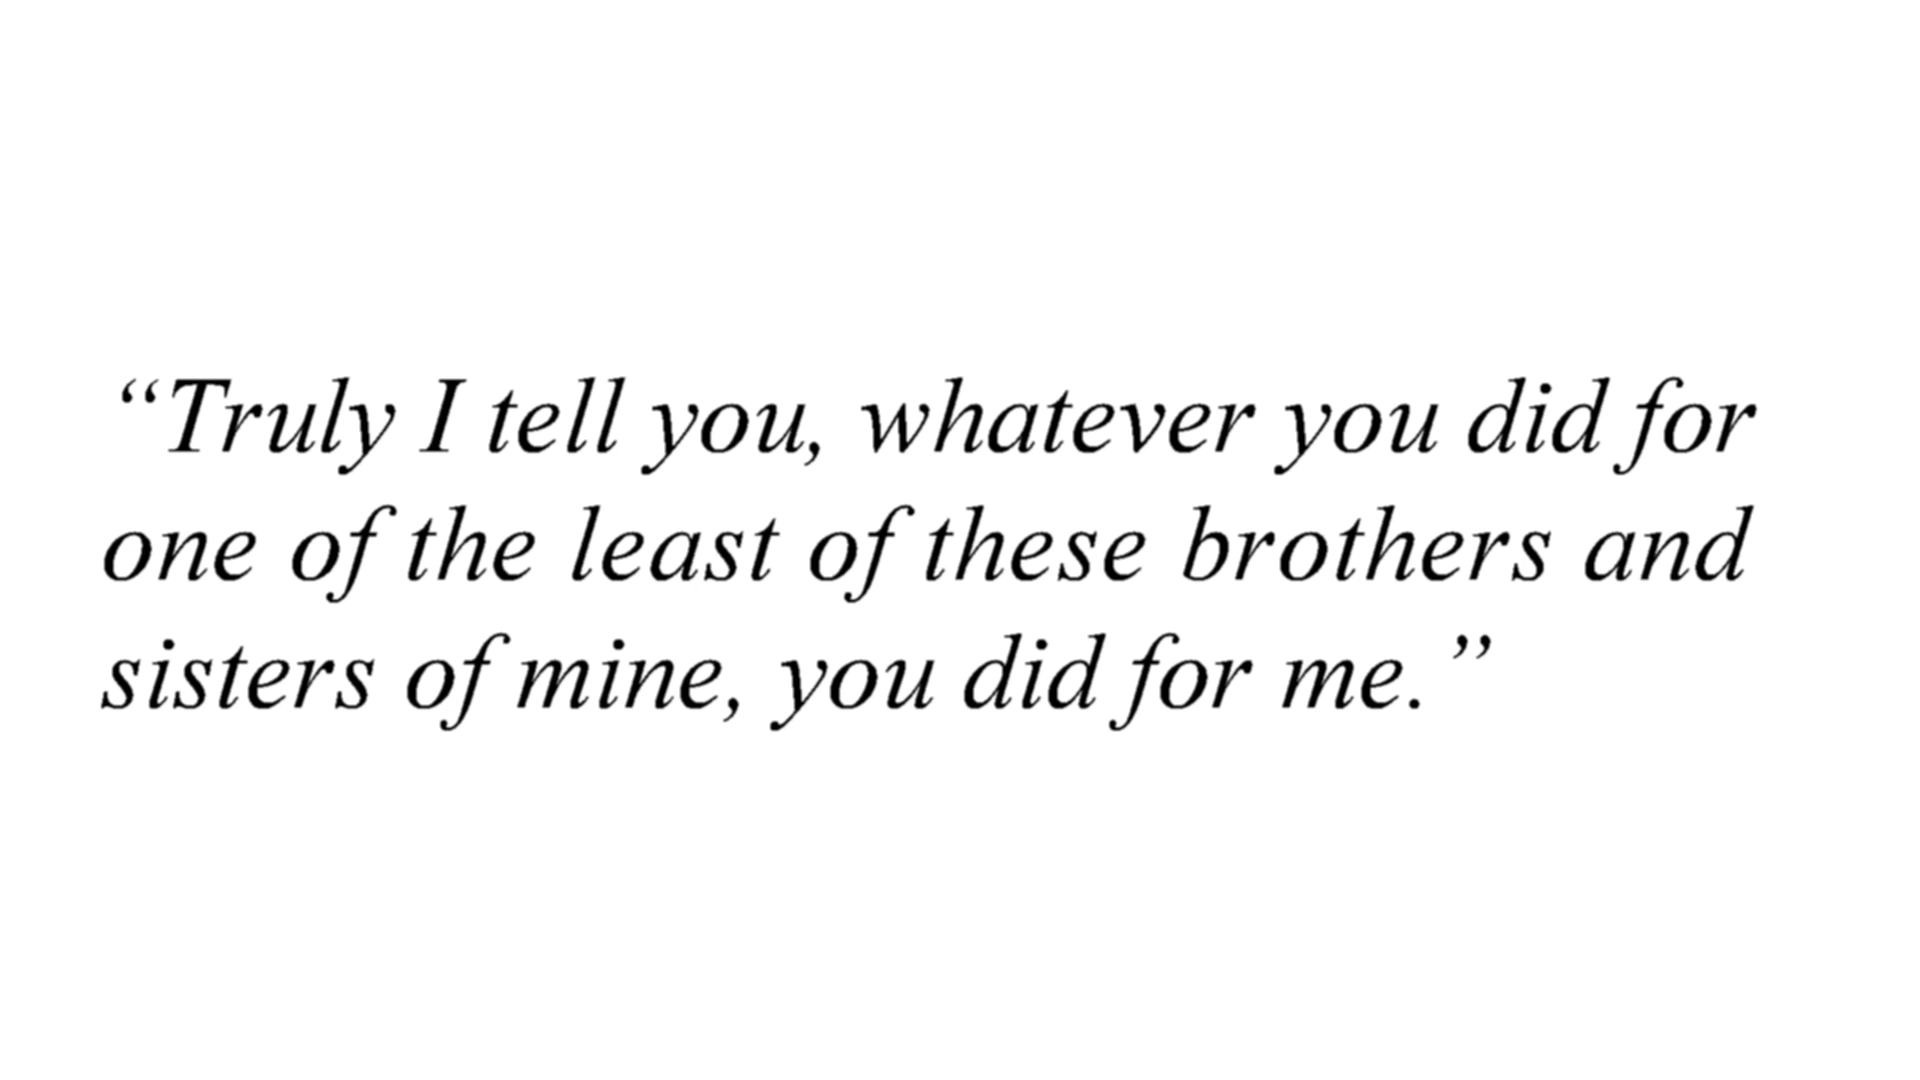 “Truly I tell you, whatever you did for
one of the least of these brothers and
sisters of mine, you did for me.”